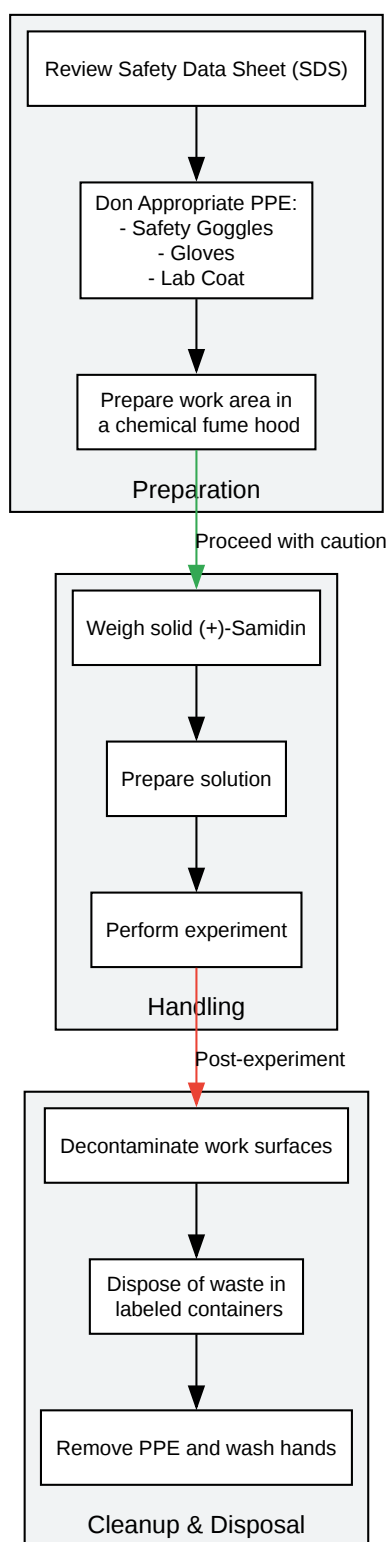 Review Safety Data Sheet (SDS)
Don Appropriate PPE:
- Safety Goggles
- Gloves
- Lab Coat
Prepare work area in
a chemical fume hood
Preparation
Proceed with caution
Weigh solid (+)-Samidin
Prepare solution
Perform experiment
Handling
Post-experiment
Decontaminate work surfaces
Dispose of waste in
labeled containers
Remove PPE and wash hands
Cleanup & Disposal